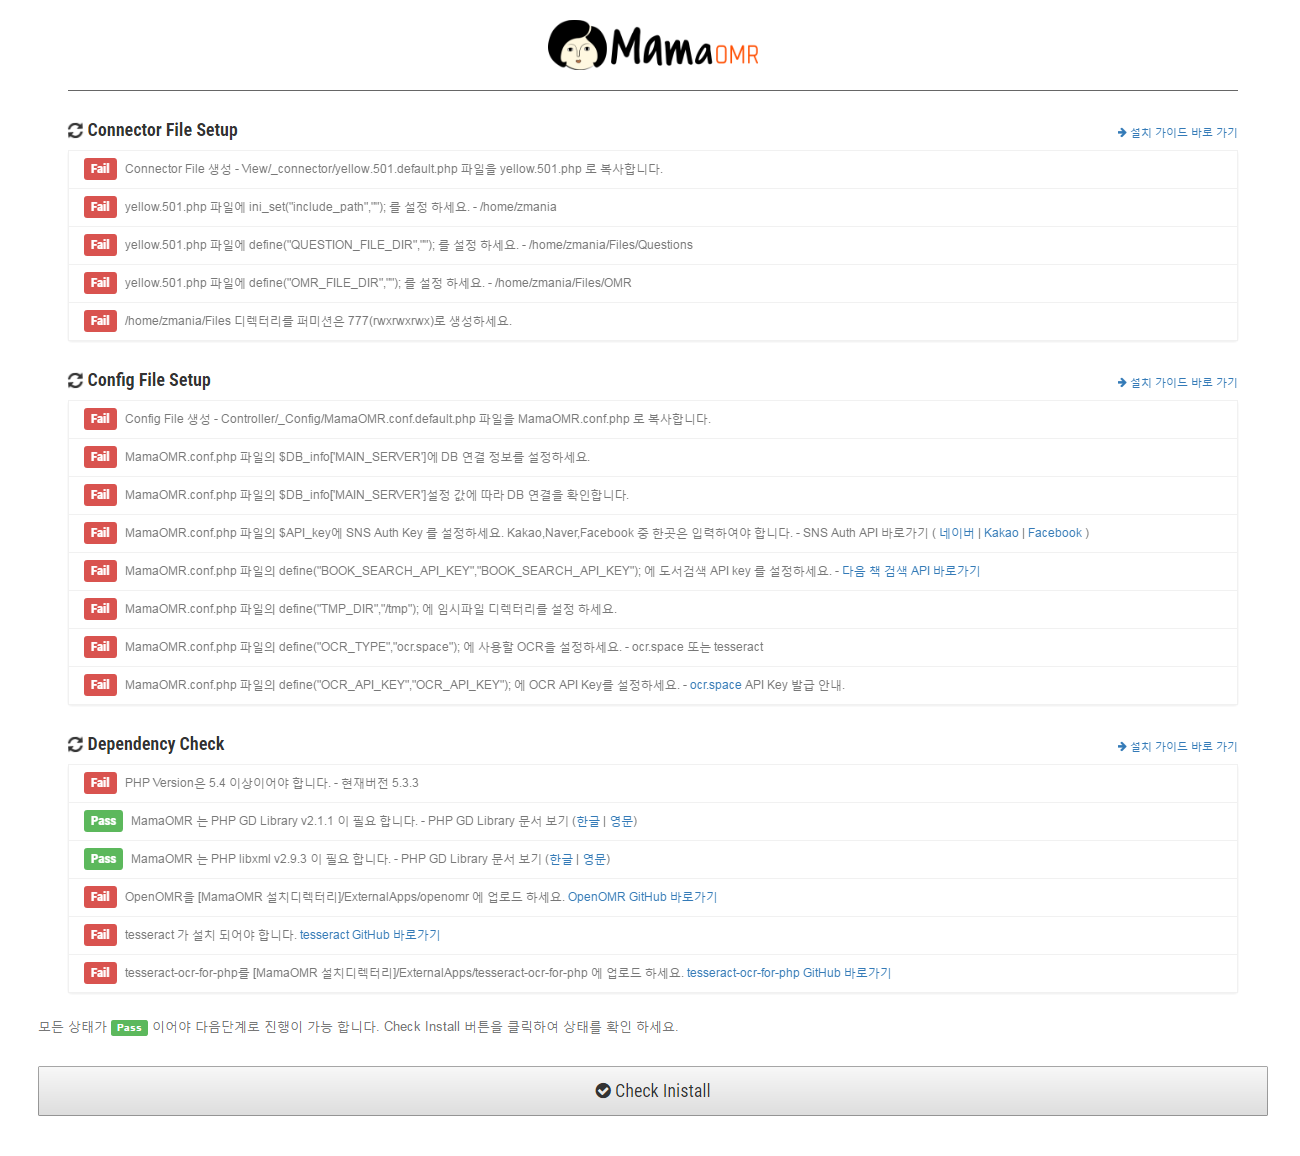 MamaOMR
Connector File Setup
설치 가이드 바로 가기
Fail Connector File 생성 - View/_connector/yellow.501.default.php 파일을 yellow.501.php 로 복사합니다.
Fail yellow.501.php 파일에 ini_set("include_path",""); 를 설정 하세요. - /home/zmania
Fail yellow.501.php 파일에 define("QUESTION_FILE_DIR",""); 를 설정 하세요. - /home/zmania/Files/Questions
Fail yellow.501.php 파일에 define("OMR_FILE_DIR",""); 를 설정 하세요. - /home/zmania/Files/OMR
Fail /home/zmania/Files 디렉터리를 퍼미션은 777(rwxrwxrwx)로 생성하세요.
Config File Setup
설치 가이드 바로 가기
Fail Config File 생성 - Controller/_Config/MamaOMR.conf.default.php 파일을 MamaOMR.conf.php 로 복사합니다.
Fail MamaOMR.conf.php 파일의 $DB_info['MAIN_SERVER']에 DB 연결 정보를 설정하세요.
Fail MamaOMR.conf.php 파일의 $DB_info['MAIN_SERVER']설정 값에 따라 DB 연결을 확인합니다.
Fail MamaOMR.conf.php 파일의 $API_key에 SNS Auth Key 를 설정하세요. Kakao,Naver,Facebook 중 한곳은 입력하여야 합니다. - SNS Auth API 바로가기 ( 네이버 | Kakao | Facebook )
Fail MamaOMR.conf.php 파일의 define("BOOK_SEARCH_API_KEY","BOOK_SEARCH_API_KEY"); 에 도서검색 API key 를 설정하세요. - 다음 책 검색 API 바로가기
Fail MamaOMR.conf.php 파일의 define("TMP_DIR","/tmp"); 에 임시파일 디렉터리를 설정 하세요.
Fail MamaOMR.conf.php 파일의 define("OCR_TYPE","ocr.space"); 에 사용할 OCR을 설정하세요. - ocr.space 또는 tesseract
Fail MamaOMR.conf.php 파일의 define("OCR_API_KEY","OCR_API_KEY"); 에 OCR API Key를 설정하세요. - ocr.space API Key 발급 안내.
Dependency Check
설치 가이드 바로 가기
Fail PHP Version은 5.4 이상이어야 합니다. - 현재버전 5.3.3
Pass MamaOMR 는 PHP GD Library v2.1.1 이 필요 합니다. - PHP GD Library 문서 보기 (한글 | 영문)
Pass MamaOMR 는 PHP libxml v2.9.3 이 필요 합니다. - PHP GD Library 문서 보기 (한글 | 영문)
Fail OpenOMR을 [MamaOMR 설치디렉터리]/ExternalApps/openomr 에 업로드 하세요. OpenOMR GitHub 바로가기
Fail tesseract 가 설치 되어야 합니다. tesseract GitHub 바로가기
Fail tesseract-ocr-for-php를 [MamaOMR 설치디렉터리]/ExternalApps/tesseract-ocr-for-php 에 업로드 하세요. tesseract-ocr-for-php GitHub 바로가기
모든 상태가 Pass 이어야 다음단계로 진행이 가능 합니다. Check Install 버튼을 클릭하여 상태를 확인 하세요.
Check Inistall